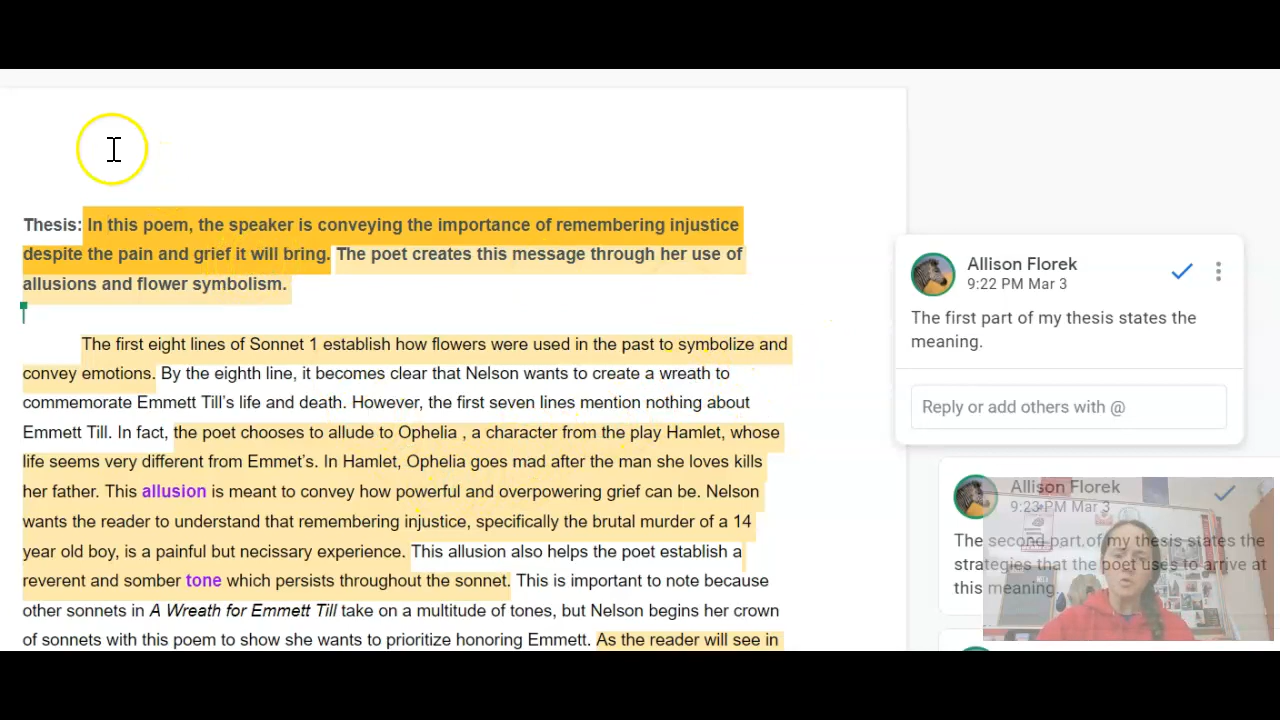 Thesis: In this poem, the speaker is conveying the importance of remembering injustice
despite the pain and grief it will bring. The poet creates this message through her use of
allusions and flower symbolism.
The first eight lines of Sonnet 1 establish how flowers were used in the past to symbolize and
convey emotions. By the eighth line, it becomes clear that Nelson wants to create a wreath to
commemorate Emmett Till's life and death. However, the first seven lines mention nothing about
Emmett Till. In fact, the poet chooses to allude to Ophelia , a character from the play Hamlet, whose
life seems very different from Emmet's. In Hamlet, Ophelia goes mad after the man she loves kills
her father. This allusion is meant to convey how powerful and overpowering grief can be. Nelson
wants the reader to understand that remembering injustice, specifically the brutal murder of a 14
year old boy, is a painful but necissary experience. This allusion also helps the poet establish a
reverent and somber tone which persists throughout the sonnet. This is important to note because
other sonnets in A Wreath for Emmett Till take on a multitude of tones, but Nelson begins her crown
of sonnets with this poem to show she wants to prioritize honoring Emmett. As the reader will see in
Allison Florek
9:22 PM Mar 3
The first part of my thesis states the
meaning.
Reply or add others with @
Allison Florek
9:23 PM Mar 3
The second part of my thesis states the
strategies that the poet uses to arrive at
this meaning.